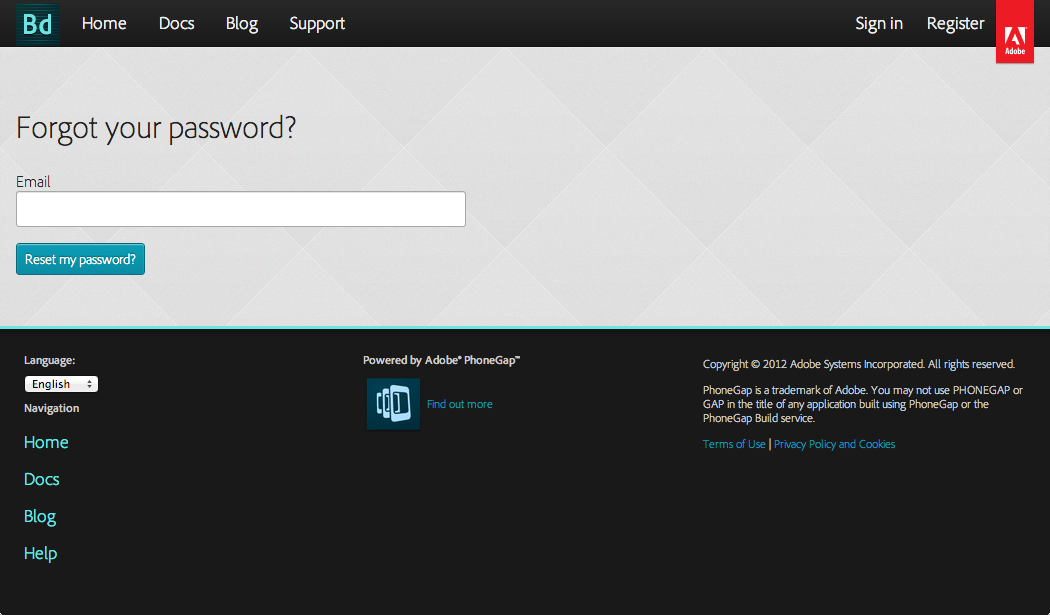 Bd Home Docs Blog Support Sign in Register
Adobe
Forgot your password?
Email
Reset my password?
Language:
English
Navigation
Home
Docs
Blog
Help
Powered by Adobe® PhoneGap™
Find out more
Copyright © 2012 Adobe Systems Incorporated. All rights reserved.
PhoneGap is a trademark of Adobe. You may not use PHONEGAP or
GAP in the title of any application built using PhoneGap or the
PhoneGap Build service.
Terms of Use | Privacy Policy and Cookies